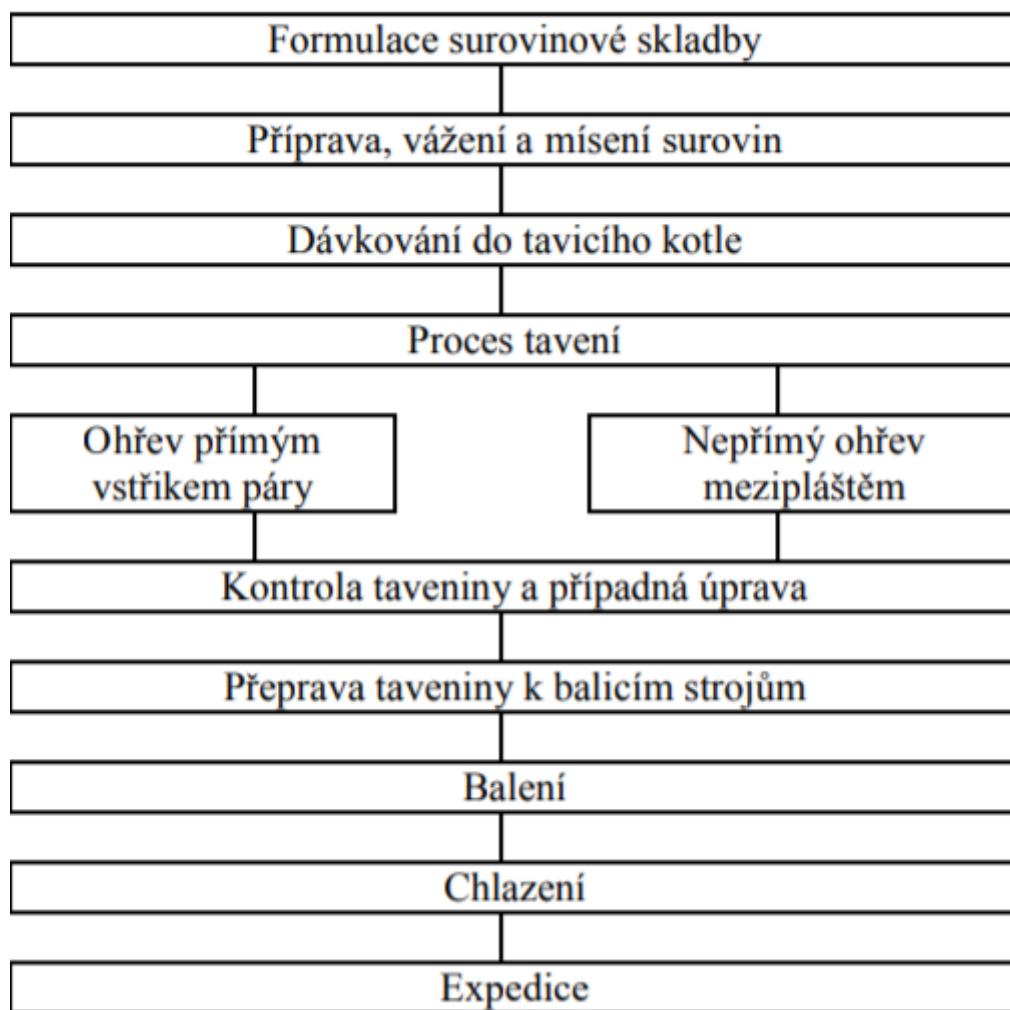 Formulace surovinové skladby
Příprava, vážení a mísení surovin
Dávkování do tavicího kotle
Proces tavení
Ohřev přímým
vstřikem páry
Nepřímý ohřev
mezipláštěm
Kontrola taveniny a případná úprava
Přeprava taveniny k balicím strojům
Balení
Chlazení
Expedice